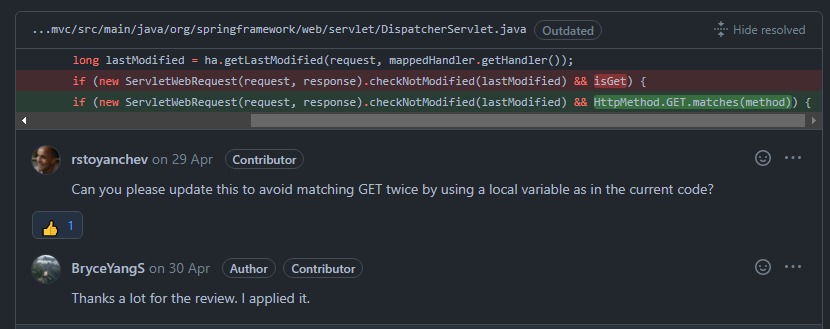 ...mvc/src/main/java/org/springframework/web/servlet/DispatcherServlet.java Outdated Hide resolved
long lastModified = ha.getLastModified(request, mappedHandler.getHandler());
if (new ServletWebRequest(request, response).checkNotModified(lastModified) && isGet) {
if (new ServletWebRequest(request, response).checkNotModified(lastModified) && HttpMethod.GET.matches(method)) {
rstoyanchev on 29 Apr Contributor
Can you please update this to avoid matching GET twice by using a local variable as in the current code?
👍 1
BryceYangS on 30 Apr Author Contributor
Thanks a lot for the review. I applied it.